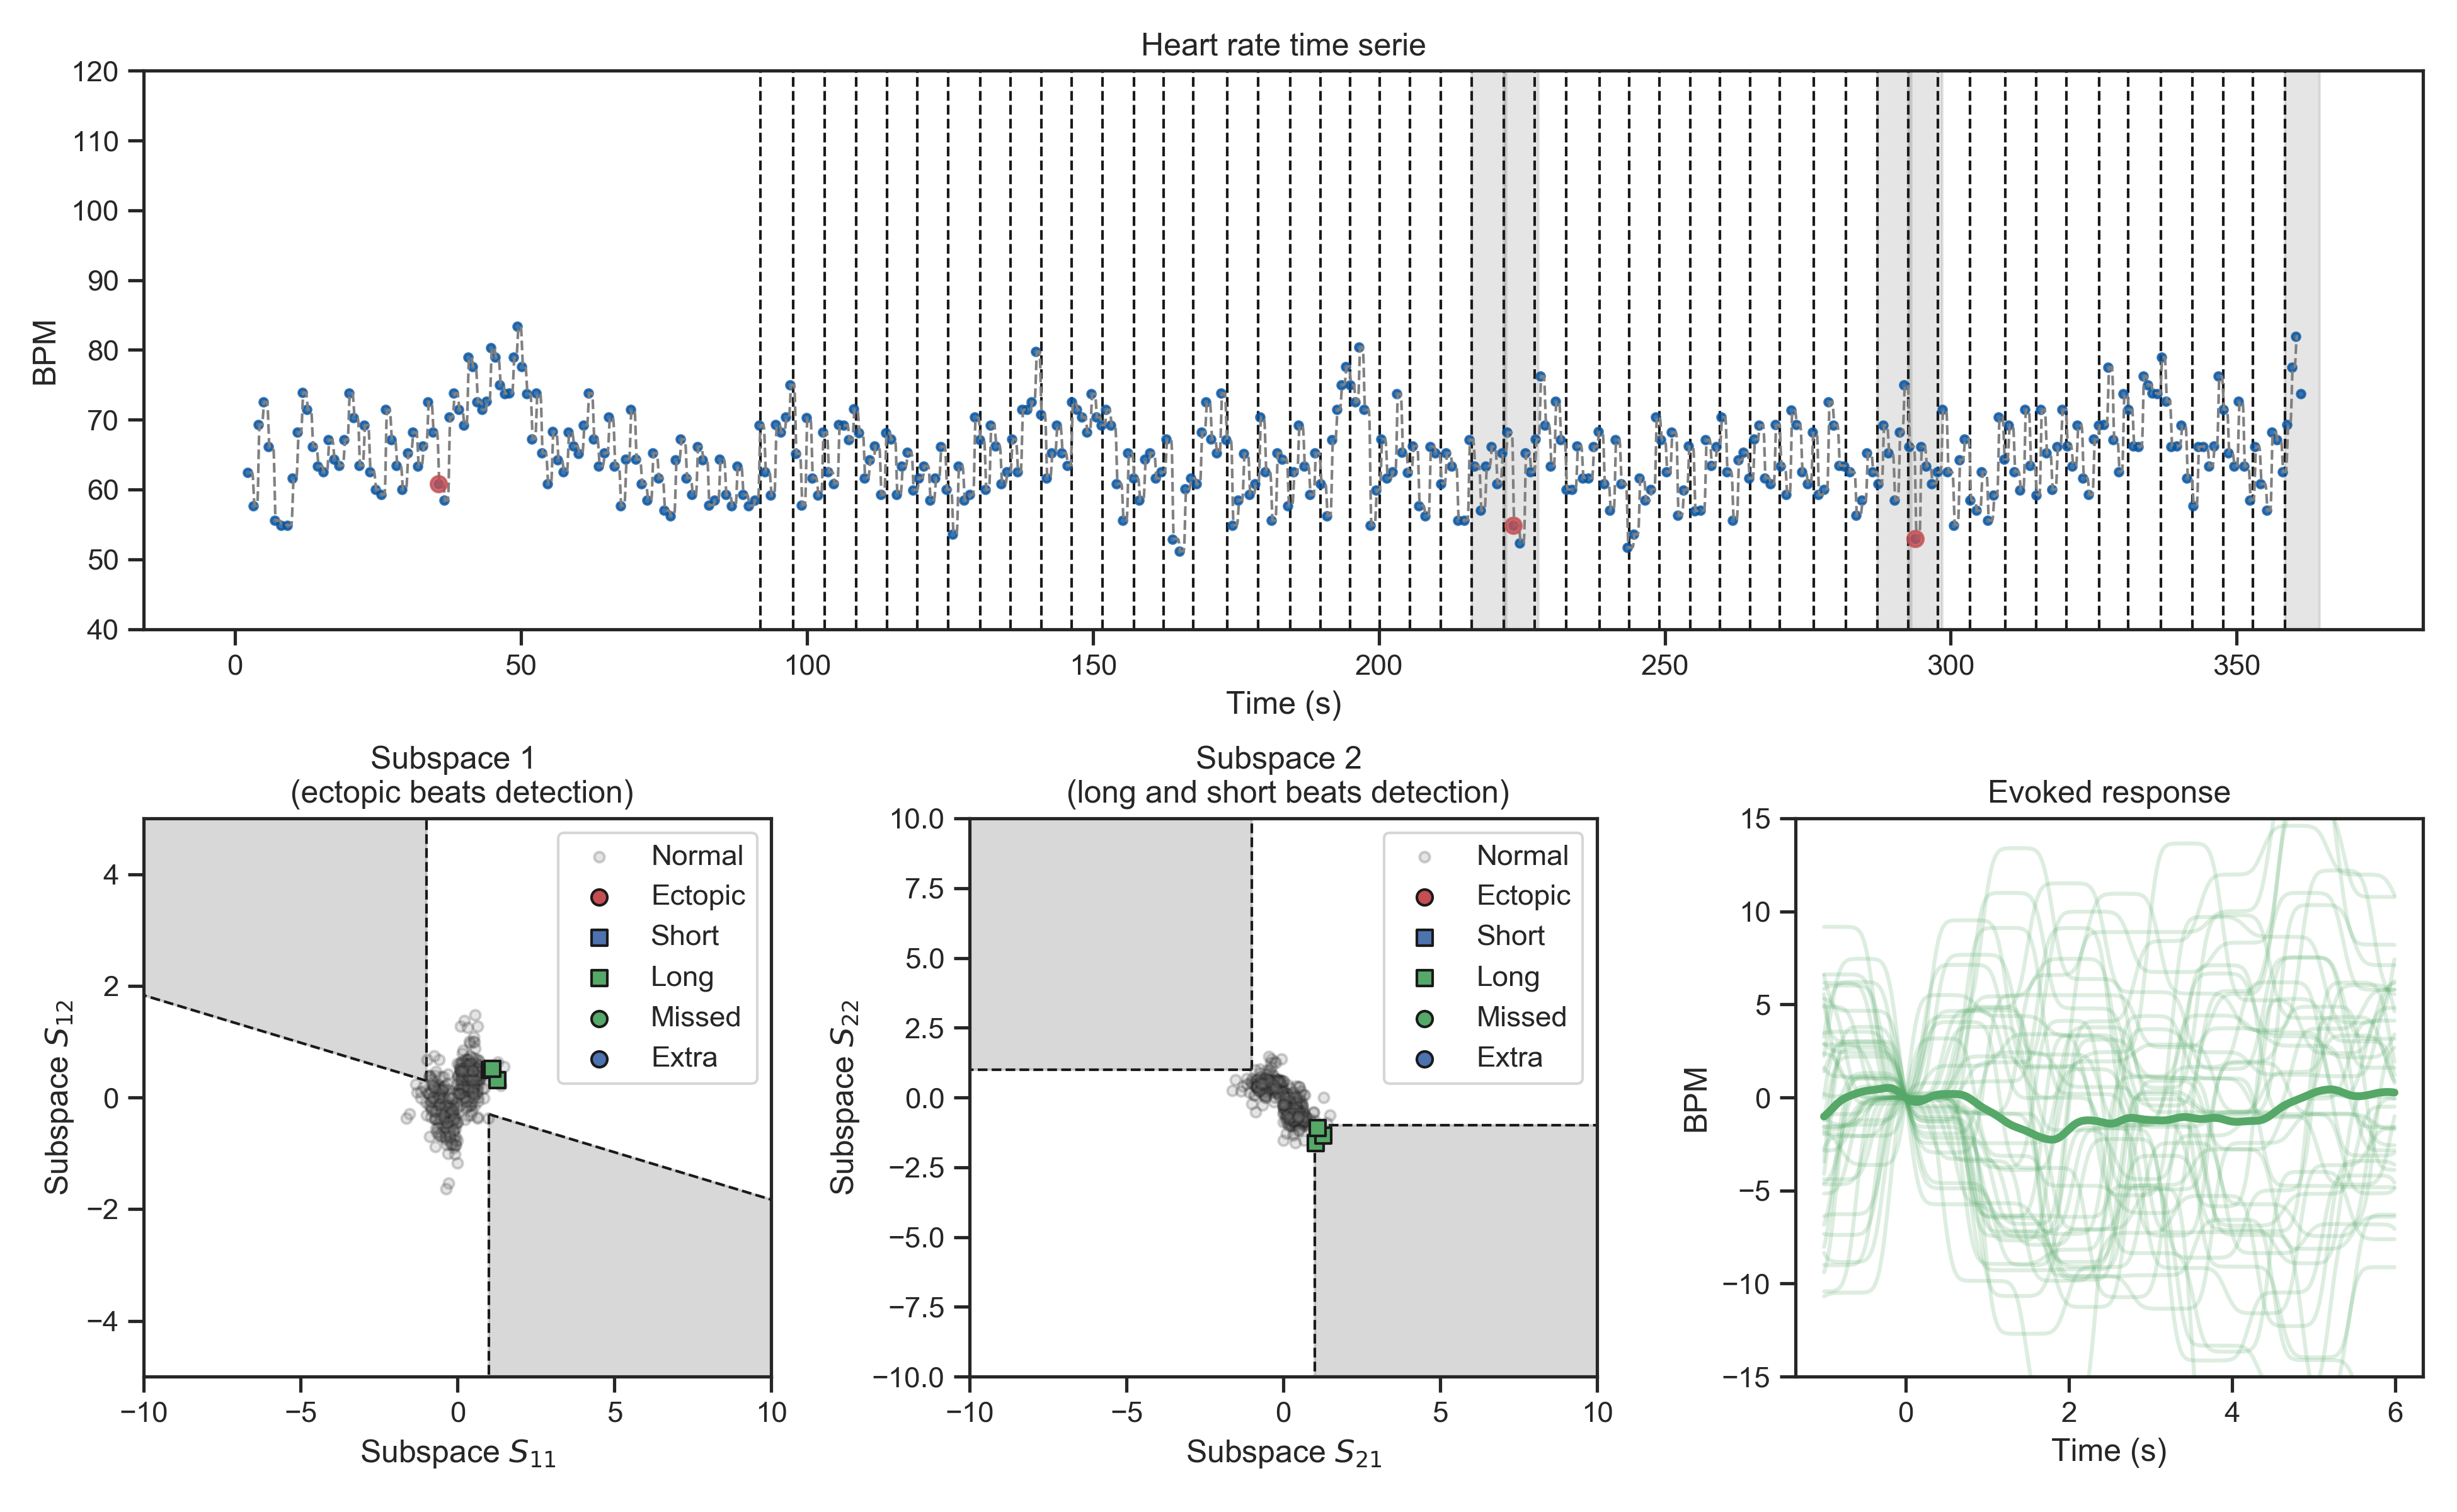 Heart rate time serie
120
110
100
90
80
70
60
50
40
BPM
0 50 100 150 200 250 300 350
Time (s)
Subspace 1
(ectopic beats detection)
4
2
0
−2
−4
Subspace S12
Normal
Ectopic
Short
Long
Missed
Extra
−10 −5 0 5 10
Subspace S11
Subspace 2
(long and short beats detection)
10.0
7.5
5.0
2.5
0.0
−2.5
−5.0
−7.5
−10.0
Subspace S22
Normal
Ectopic
Short
Long
Missed
Extra
−10 −5 0 5 10
Subspace S21
Evoked response
15
10
5
0
−5
−10
−15
BPM
0 2 4 6
Time (s)